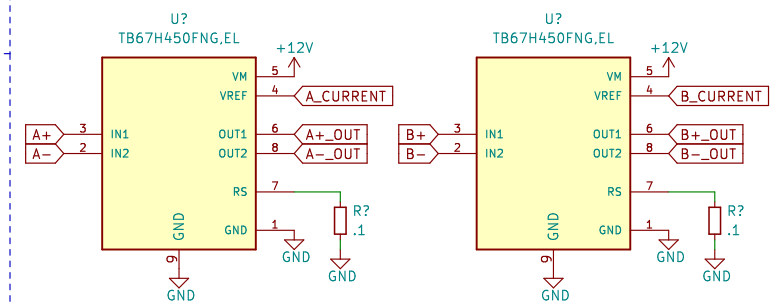 U?
TB67H450FNG,EL
+12V
VM 5
VREF 4 A_CURRENT
A+ 3 IN1 OUT1 6 A+_OUT
A- 2 IN2 OUT2 8 A-_OUT
RS 7
R?
.1
GND 1
GND
GND
9
GND
GND
U?
TB67H450FNG,EL
+12V
VM 5
VREF 4 B_CURRENT
B+ 3 IN1 OUT1 6 B+_OUT
B- 2 IN2 OUT2 8 B-_OUT
RS 7
R?
.1
GND 1
GND
GND
9
GND
GND